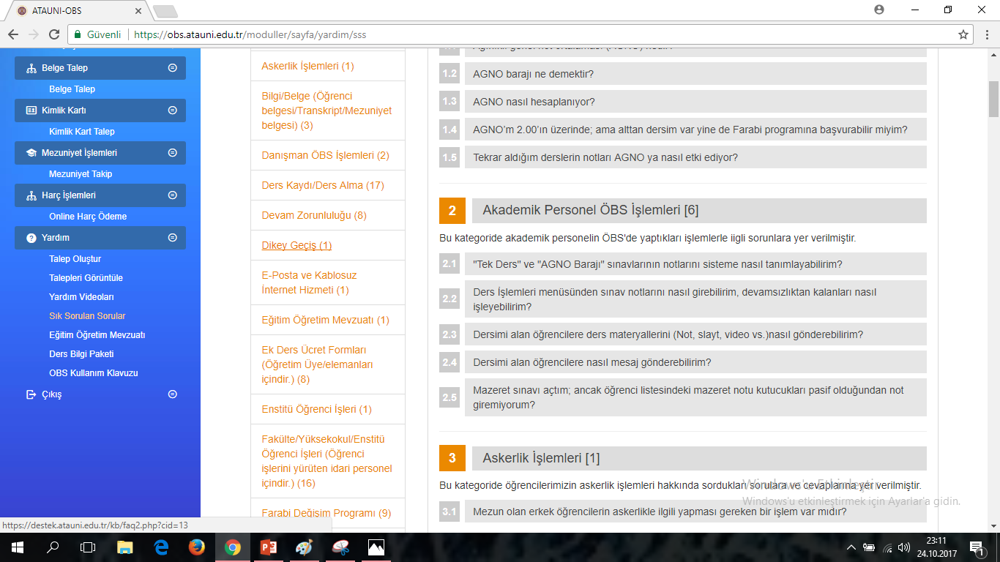 ATAUNI-OBS
Güvenli
https://obs.atauni.edu.tr/moduller/sayfa/yardim/sss
Belge Talep
Belge Talep
Kimlik Kartı
Kimlik Kart Talep
Mezuniyet İşlemleri
Mezuniyet Takip
Harç İşlemleri
Online Harç Ödeme
Yardım
Talep Oluştur
Talepleri Görüntüle
Yardım Videoları
Sık Sorulan Sorular
Eğitim Öğretim Mevzuatı
Ders Bilgi Paketi
OBS Kullanım Klavuzu
Çıkış
Askerlik İşlemleri (1)
Bilgi/Belge (Öğrenci
belgesi/Transkript/Mezuniyet
belgesi) (3)
Danışman ÖBS İşlemleri (2)
Ders Kaydı/Ders Alma (17)
Devam Zorunluluğu (8)
Dikey Geçiş (1)
E-Posta ve Kablosuz
İnternet Hizmeti (1)
Eğitim Öğretim Mevzuatı (1)
Ek Ders Ücret Formları
(Öğretim Üye/elemanları
içindir.) (8)
Enstitü Öğrenci İşleri (1)
Fakülte/Yüksekokul/Enstitü
Öğrenci İşleri (Öğrenci
işlerini yürüten idari personel
içindir.) (16)
Farabi Değişim Programı (9)
1.2 AGNO barajı ne demektir?
1.3 AGNO nasıl hesaplanıyor?
1.4 AGNO'm 2.00'ın üzerinde; ama alttan dersim var yine de Farabi programına başvurabilir miyim?
1.5 Tekrar aldığım derslerin notları AGNO ya nasıl etki ediyor?
2 Akademik Personel ÖBS İşlemleri [6]
Bu kategoride akademik personelin ÖBS'de yaptıkları işlemlerle iigli sorunlara yer verilmiştir.
2.1 "Tek Ders" ve "AGNO Barajı" sınavlarının notlarını sisteme nasıl tanımlayabilirim?
2.2 Ders İşlemleri menüsünden sınav notlarını nasıl girebilirim, devamsızlıktan kalanları nasıl
işleyebilirim?
2.3 Dersimi alan öğrencilere ders materyallerini (Not, slayt, video vs.)nasıl gönderebilirim?
2.4 Dersimi alan öğrencilere nasıl mesaj gönderebilirim?
2.5 Mazeret sınavı açtım; ancak öğrenci listesindeki mazeret notu kutucukları pasif olduğundan not
giremiyorum?
3 Askerlik İşlemleri [1]
Bu kategoride öğrencilerimizin askerlik işlemleri hakkında sordukları sorulara ve cevaplarına yer verilmiştir.
3.1 Mezun olan erkek öğrencilerin askerlikle ilgili yapması gereken bir işlem var mıdır?
Windows'u Etkinleştir
Windows'u etkinleştirmek için Ayarlar'a gidin.
https://destek.atauni.edu.tr/kb/faq2.php?cid=13
23:11
24.10.2017
1